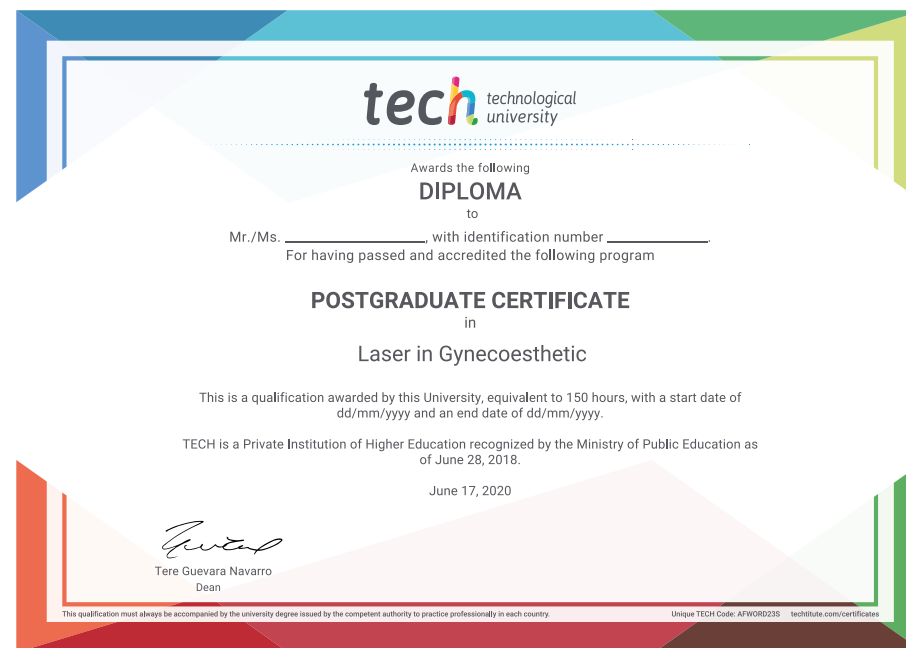 tech technological
university
Awards the following
DIPLOMA
to
Mr./Ms. ____________________, with identification number ______________.
For having passed and accredited the following program
POSTGRADUATE CERTIFICATE
in
Laser in Gynecoesthetic
This is a qualification awarded by this University, equivalent to 150 hours, with a start date of
dd/mm/yyyy and an end date of dd/mm/yyyy.
TECH is a Private Institution of Higher Education recognized by the Ministry of Public Education as
of June 28, 2018.
June 17, 2020
Tere Guevara Navarro
Dean
This qualification must always be accompanied by the university degree issued by the competent authority to practice professionally in each country. Unique TECH Code: AFWORD23S techtitute.com/certificates